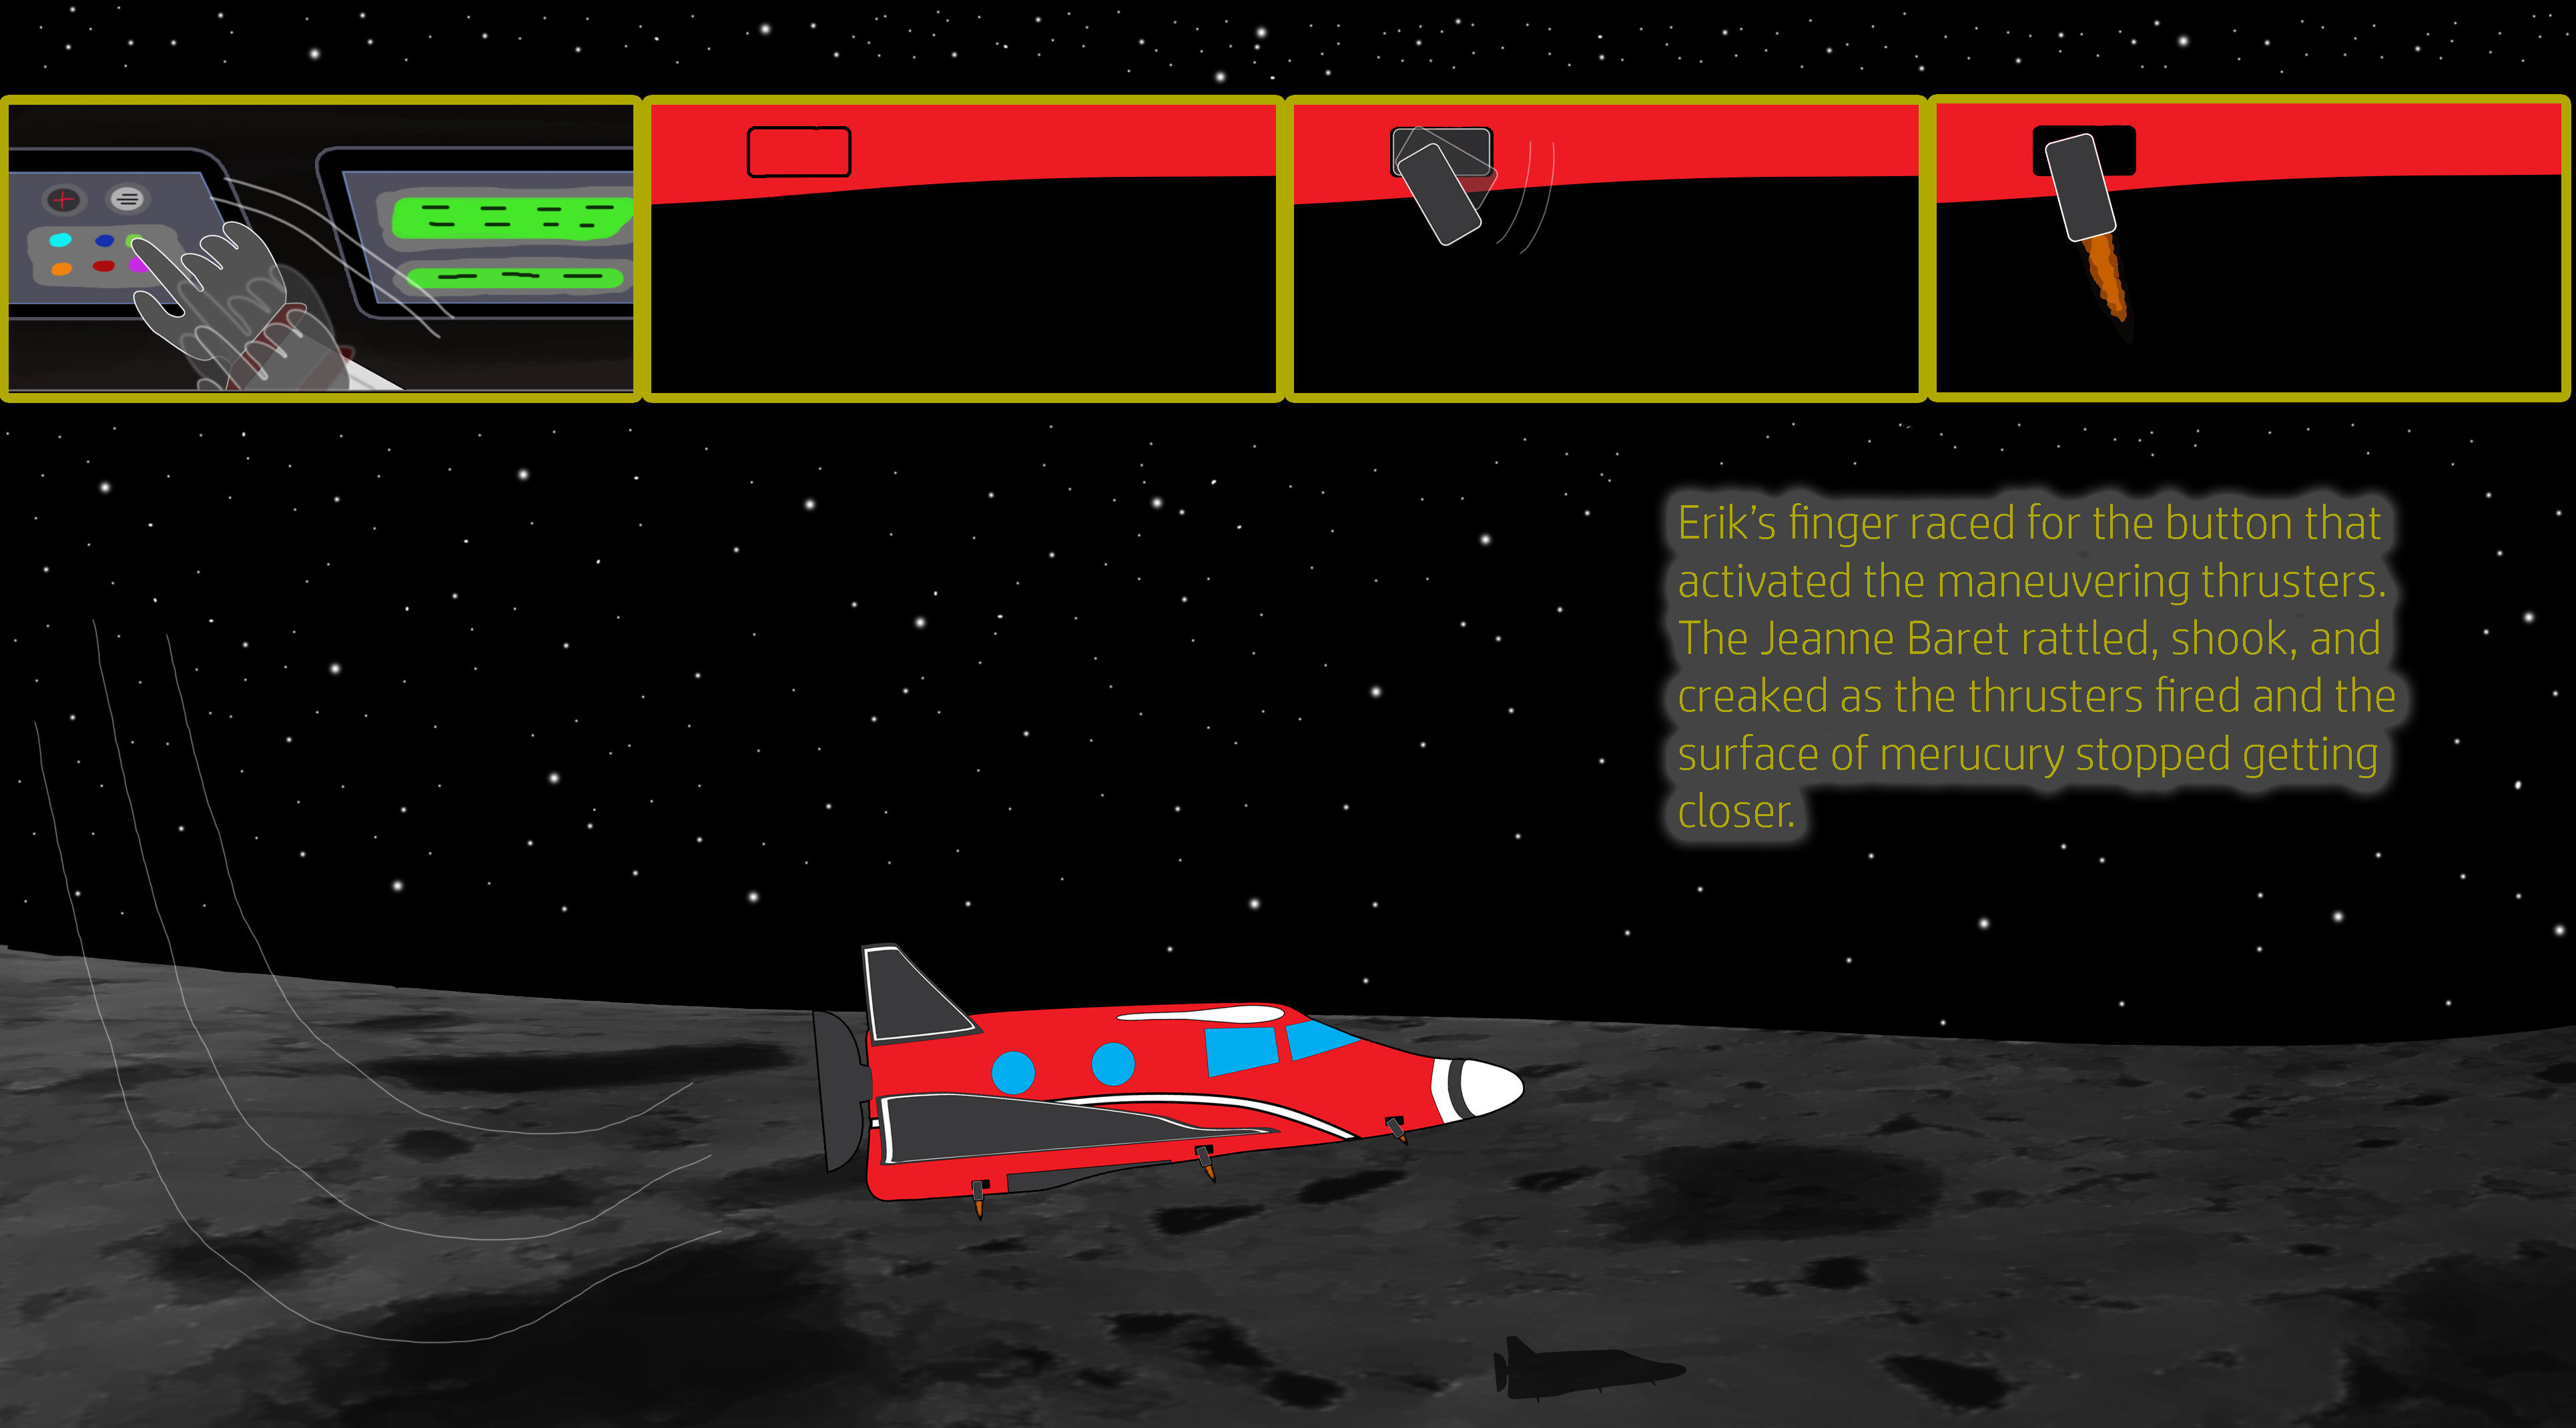 Erik’s finger raced for the button that
activated the maneuvering thrusters.
The Jeanne Baret rattled, shook, and
creaked as the thrusters fired and the
surface of merucury stopped getting
closer.